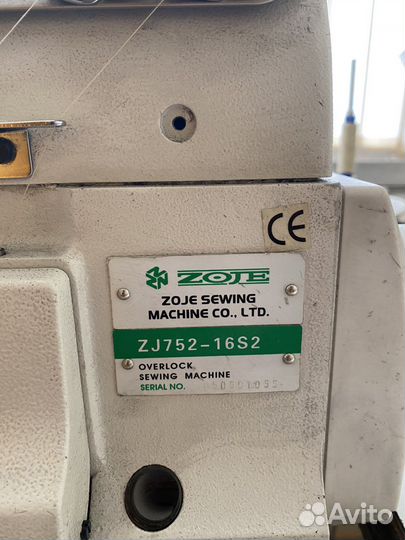 CE
ZOJE
ZOJE SEWING
MACHINE CO., LTD.
ZJ752-16S2
OVERLOCK
SEWING MACHINE
SERIAL NO.
Avito